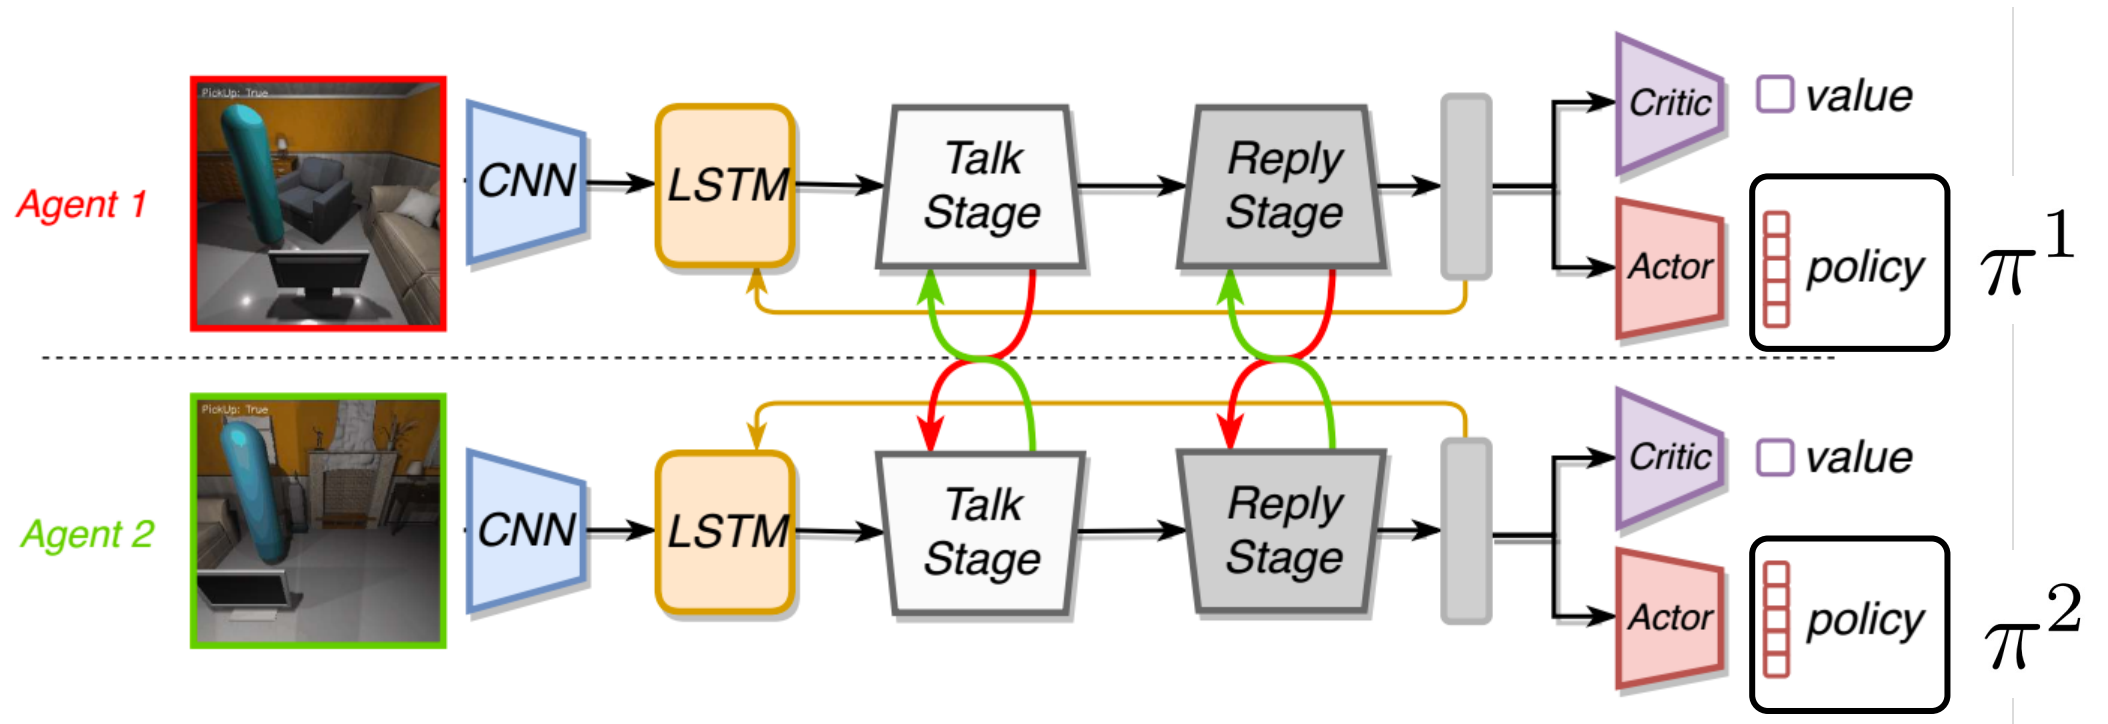 PickUp: True
Agent 1
CNN
LSTM
Talk
Stage
Reply
Stage
Critic
value
Actor
policy
π¹
PickUp: True
Agent 2
CNN
LSTM
Talk
Stage
Reply
Stage
Critic
value
Actor
policy
π²